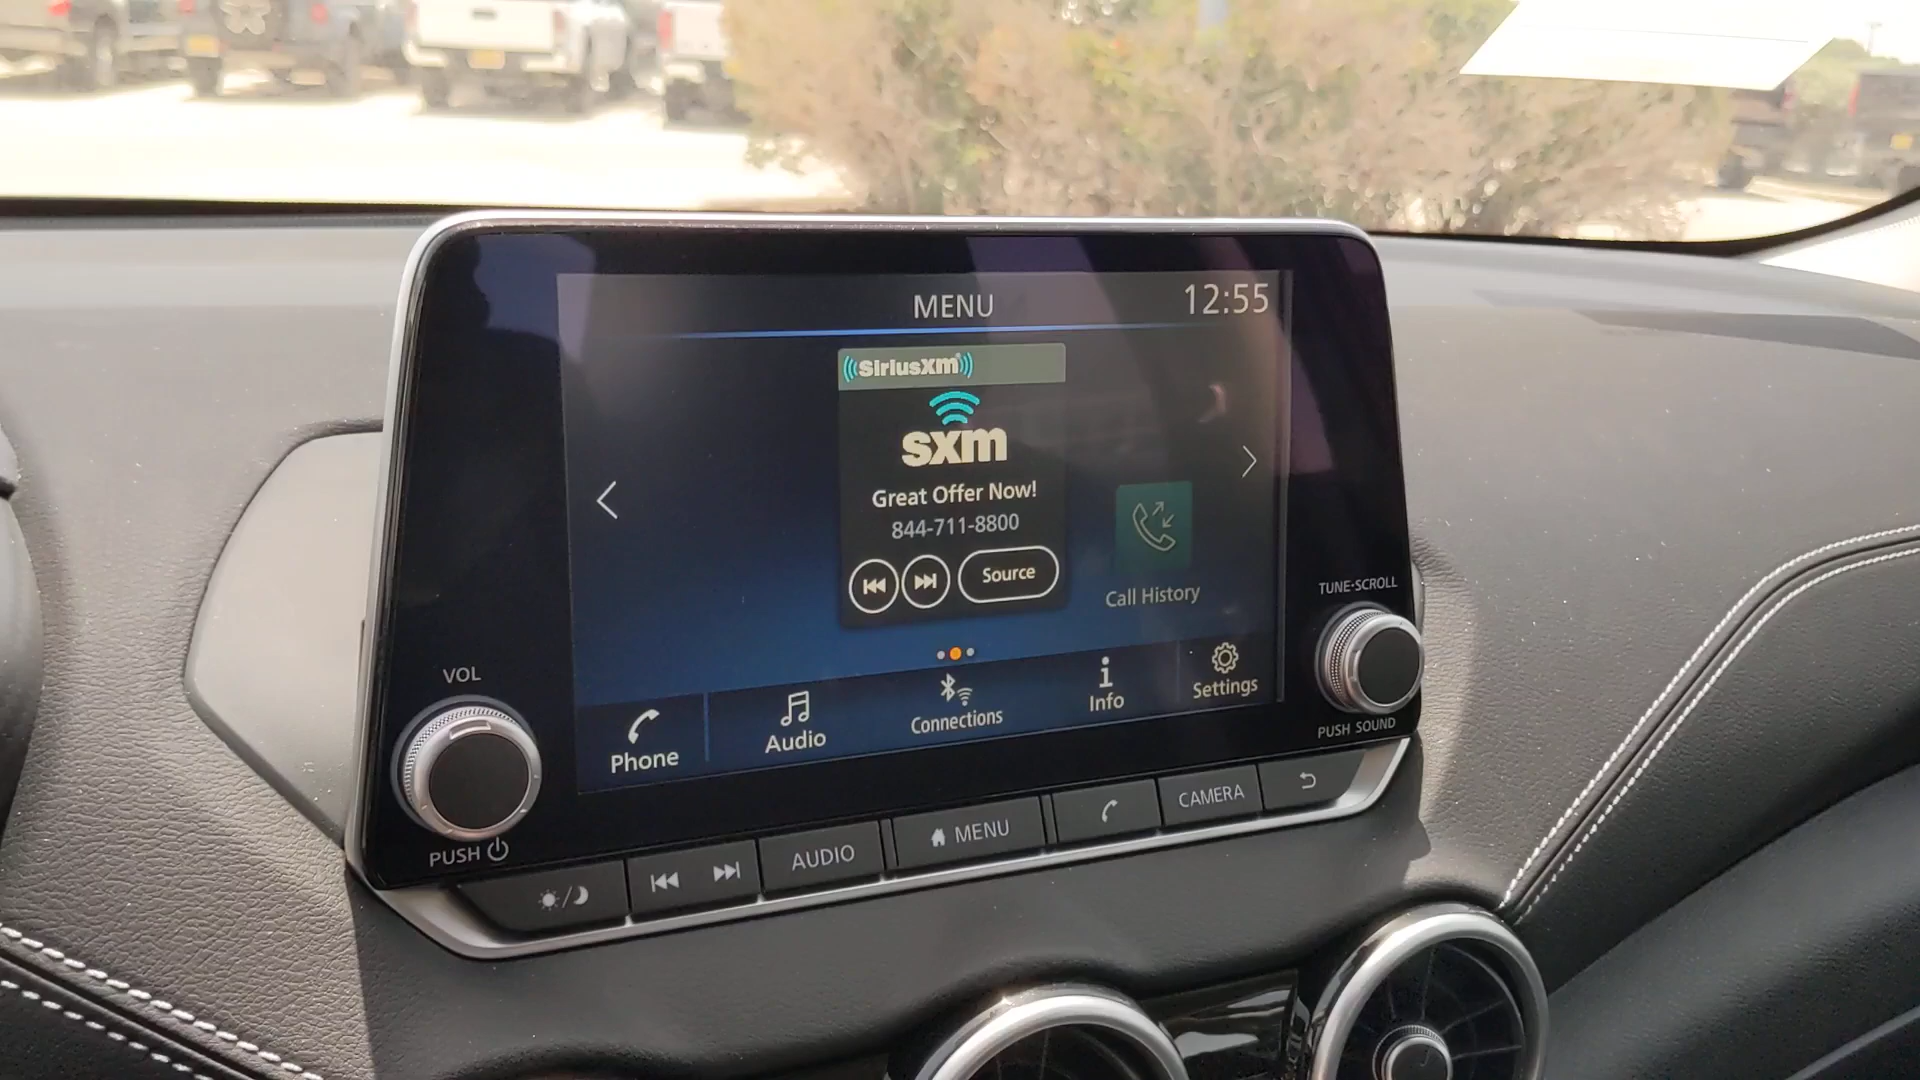 MENU
12:55
SiriusXM
sxm
Great Offer Now!
844-711-8800
Source
Call History
Phone
Audio
Connections
Info
Settings
VOL
PUSH
TUNE·SCROLL
PUSH SOUND
AUDIO
MENU
CAMERA